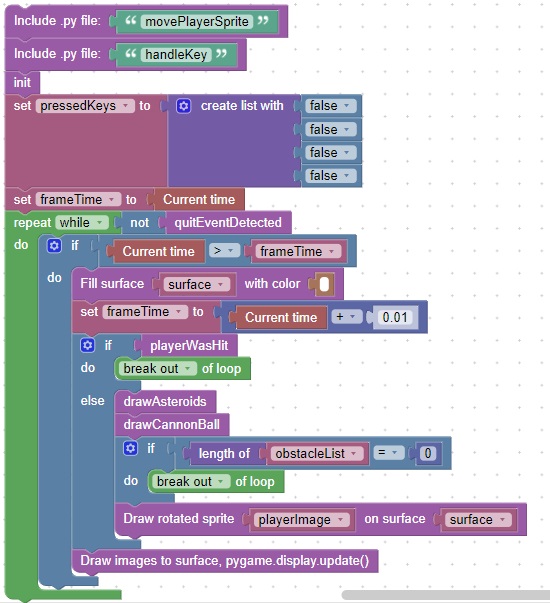 Include .py file: “ movePlayerSprite ”
Include .py file: “ handleKey ”
init
set pressedKeys to create list with false
false
false
false
set frameTime to Current time
repeat while not quitEventDetected
do if Current time > frameTime
do Fill surface surface with color
set frameTime to Current time + 0.01
if playerWasHit
do break out of loop
else drawAsteroids
drawCannonBall
if length of obstacleList = 0
do break out of loop
Draw rotated sprite playerImage on surface surface
Draw images to surface, pygame.display.update()